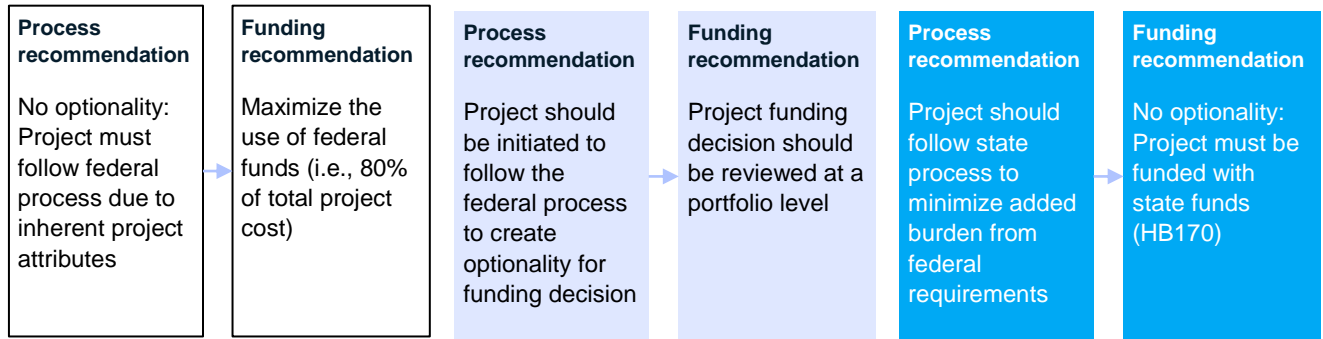 Process
recommendation
No optionality:
Project must
follow federal
process due to
inherent project
attributes
Funding
recommendation
Maximize the
use of federal
funds (i.e., 80%
of total project
cost)
Process
recommendation
Project should
be initiated to
follow the
federal process
to create
optionality for
funding decision
Funding
recommendation
Project funding
decision should
be reviewed at a
portfolio level
Process
recommendation
Project should
follow state
process to
minimize added
burden from
federal
requirements
Funding
recommendation
No optionality:
Project must be
funded with
state funds
(HB170)